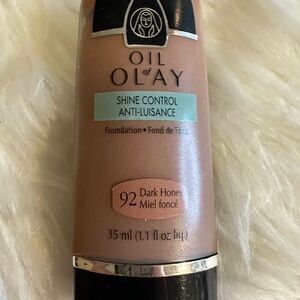 OIL
of
OLAY
SHINE CONTROL
ANTI-LUISANCE
Foundation • Fond de Teint
92 Dark Honey
Miel foncé
35 ml (1.1 fl oz liq.)